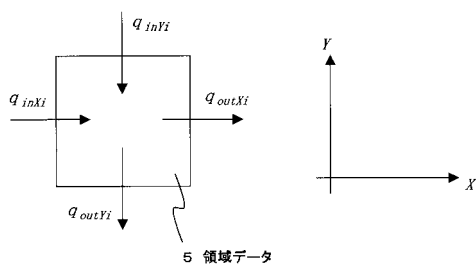 q inYi
Y
q inXi
q outXi
X
q outYi
5 領域データ